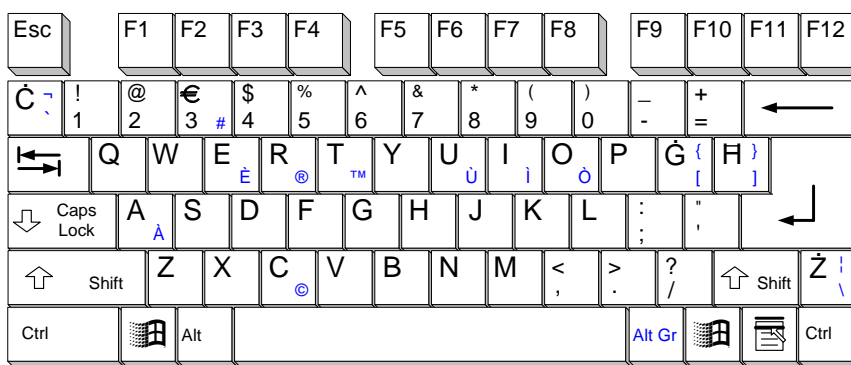 Esc F1 F2 F3 F4 F5 F6 F7 F8 F9 F10 F11 F12
Ċ ¬ ! @ € $ % ^ & * ( ) _ +
` 1 2 3 # 4 5 6 7 8 9 0 - =
Q W E È R ® T ™ Y U Ù I Ì O Ò P Ġ { [ Ħ } ]
Caps Lock A À S D F G H J K L : ; " '
Shift Z X C © V B N M < , > . ? / Shift Ż ¦ \
Ctrl Alt Alt Gr Ctrl